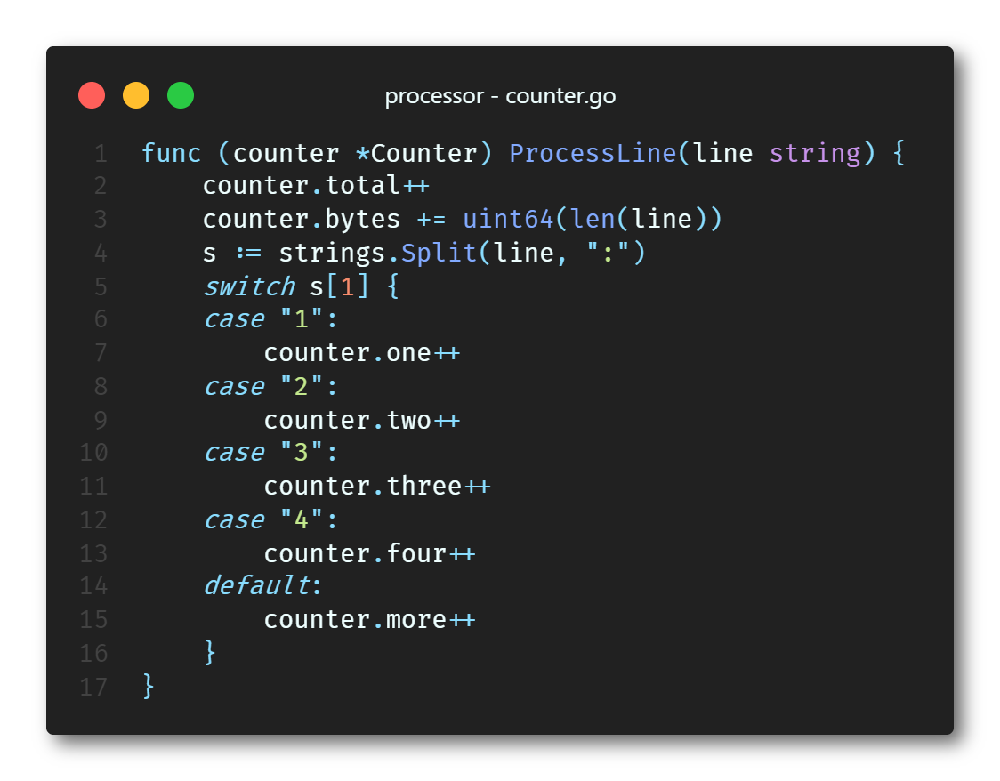 processor - counter.go
1 func (counter *Counter) ProcessLine(line string) {
2     counter.total++
3     counter.bytes += uint64(len(line))
4     s := strings.Split(line, ":")
5     switch s[1] {
6     case "1":
7         counter.one++
8     case "2":
9         counter.two++
10     case "3":
11         counter.three++
12     case "4":
13         counter.four++
14     default:
15         counter.more++
16     }
17 }